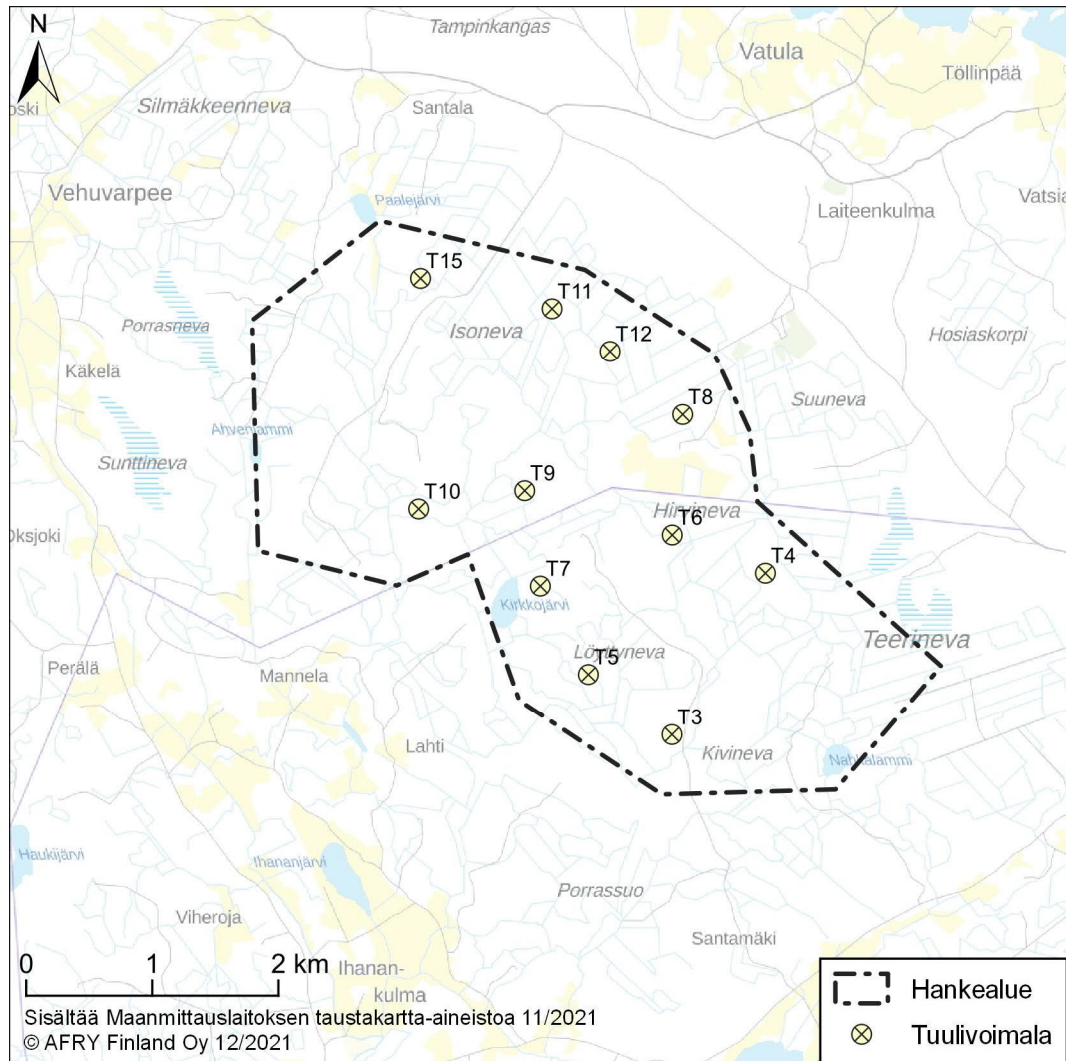 N
Tampinkangas
Vatula
Töllinpää
oski
Silmäkkeenneva
Santala
Vehuvarpee
Paalejärvi
Vatsia
Laiteenkulma
T15
T11
Porrasneva
Isoneva
Hosiaskorpi
T12
Käkelä
Suuneva
T8
Ahvenlammi
Sunttineva
T9
T10
Hirvineva
Oksjoki
T6
T4
T7
Kirkkojärvi
Teerineva
Löyttyneva
Perälä
Mannela
T5
T3
Lahti
Kivineva
Nahkalammi
Haukijärvi
Ihananjärvi
Porrassuo
Viheroja
Santamäki
0 1 2 km
Ihanan-
kulma
Sisältää Maanmittauslaitoksen taustakartta-aineistoa 11/2021
© AFRY Finland Oy 12/2021
Hankealue
Tuulivoimala